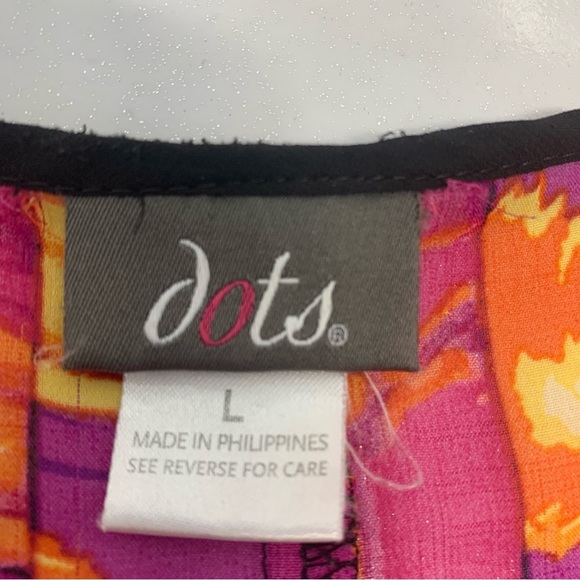 dots®
L
MADE IN PHILIPPINES
SEE REVERSE FOR CARE